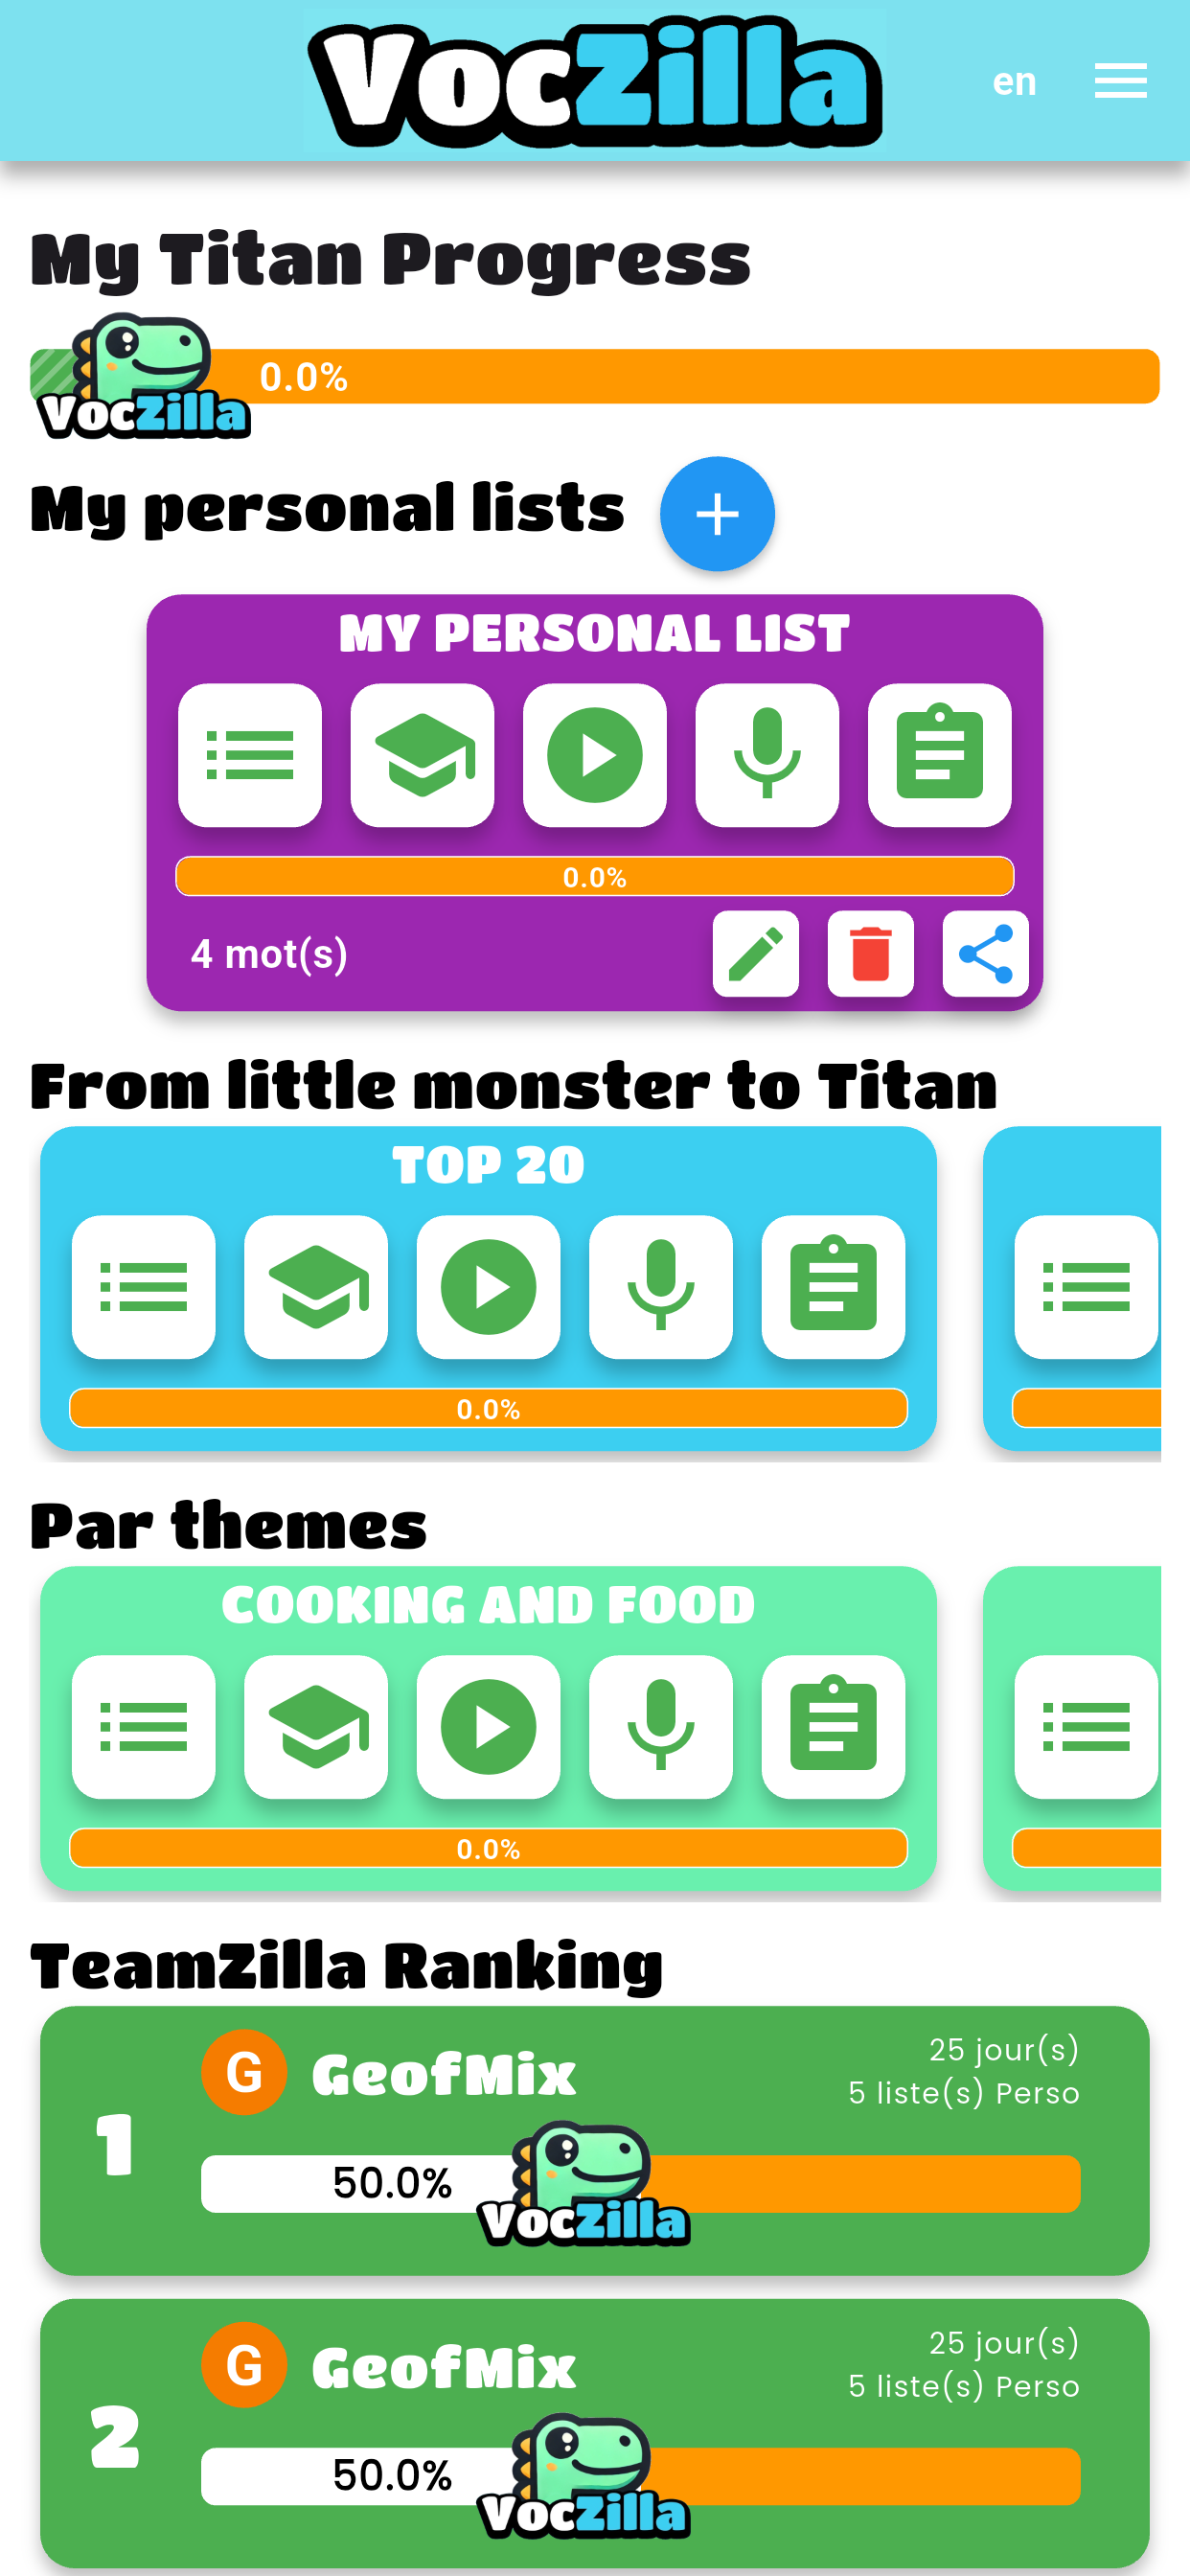 VocZilla
en
My Titan Progress
0.0%
VocZilla
My personal lists
MY PERSONAL LIST
0.0%
4 mot(s)
From little monster to Titan
TOP 20
0.0%
Par themes
COOKING AND FOOD
0.0%
TeamZilla Ranking
1
G
GeofMix
25 jour(s)
5 liste(s) Perso
50.0%
VocZilla
2
G
GeofMix
25 jour(s)
5 liste(s) Perso
50.0%
VocZilla